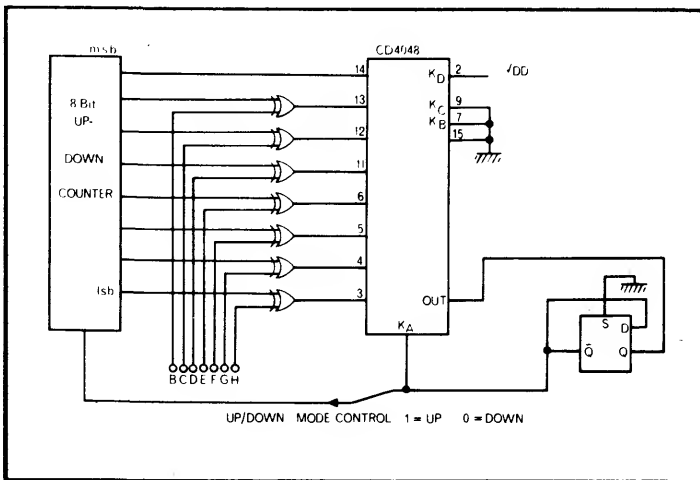 msb
CD4048
8 Bit
UP-
DOWN
COUNTER
lsb
14
13
12
11
6
5
4
3
KD 2 VDD
KC 9
KB 7
15
OUT
KA
S
D
Q̄ Q
B C D E F G H
UP/DOWN MODE CONTROL 1 = UP 0 = DOWN